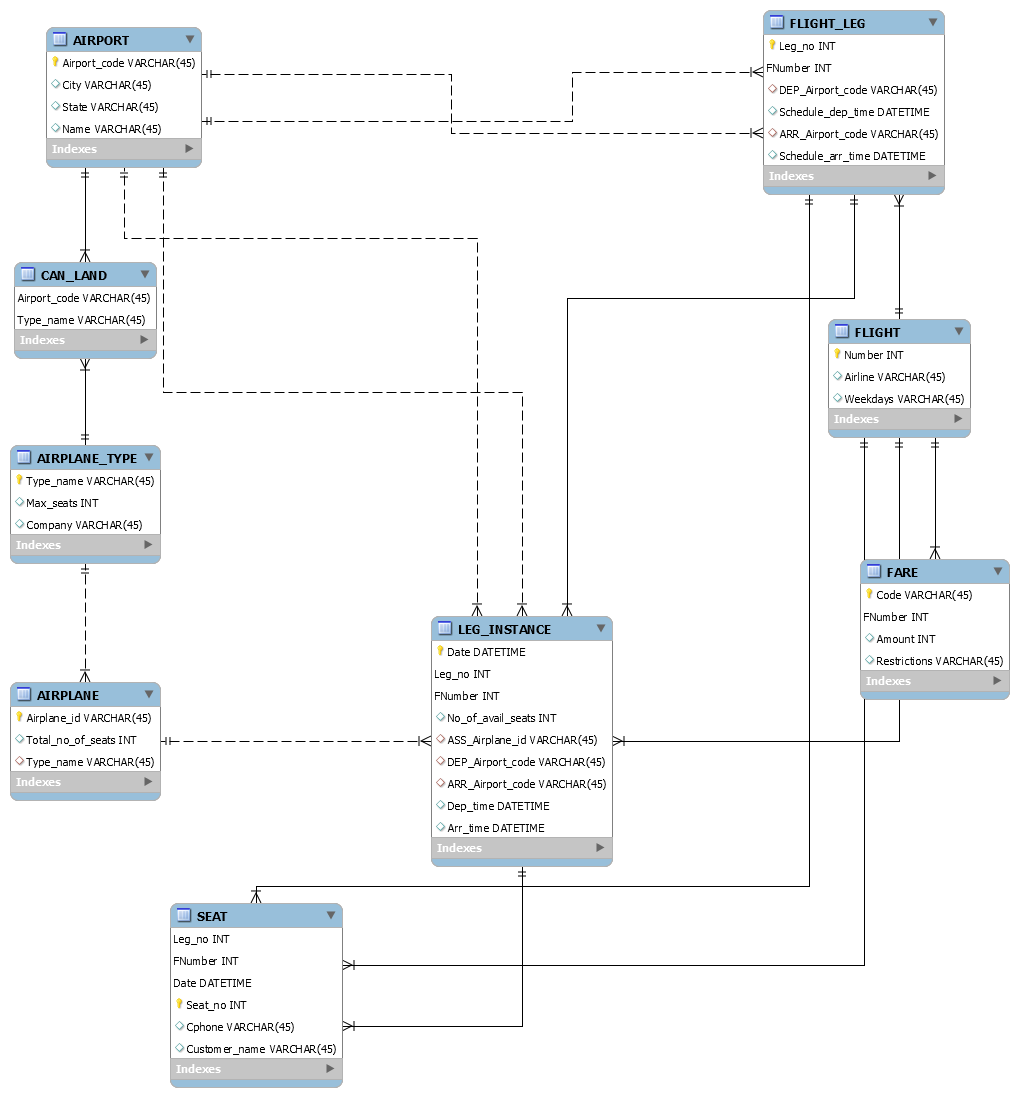 AIRPORT
Airport_code VARCHAR(45)
City VARCHAR(45)
State VARCHAR(45)
Name VARCHAR(45)
Indexes
FLIGHT_LEG
Leg_no INT
FNumber INT
DEP_Airport_code VARCHAR(45)
Schedule_dep_time DATETIME
ARR_Airport_code VARCHAR(45)
Schedule_arr_time DATETIME
Indexes
CAN_LAND
Airport_code VARCHAR(45)
Type_name VARCHAR(45)
Indexes
FLIGHT
Number INT
Airline VARCHAR(45)
Weekdays VARCHAR(45)
Indexes
AIRPLANE_TYPE
Type_name VARCHAR(45)
Max_seats INT
Company VARCHAR(45)
Indexes
FARE
Code VARCHAR(45)
FNumber INT
Amount INT
Restrictions VARCHAR(45)
Indexes
LEG_INSTANCE
Date DATETIME
Leg_no INT
FNumber INT
No_of_avail_seats INT
ASS_Airplane_id VARCHAR(45)
DEP_Airport_code VARCHAR(45)
ARR_Airport_code VARCHAR(45)
Dep_time DATETIME
Arr_time DATETIME
Indexes
AIRPLANE
Airplane_id VARCHAR(45)
Total_no_of_seats INT
Type_name VARCHAR(45)
Indexes
SEAT
Leg_no INT
FNumber INT
Date DATETIME
Seat_no INT
Cphone VARCHAR(45)
Customer_name VARCHAR(45)
Indexes